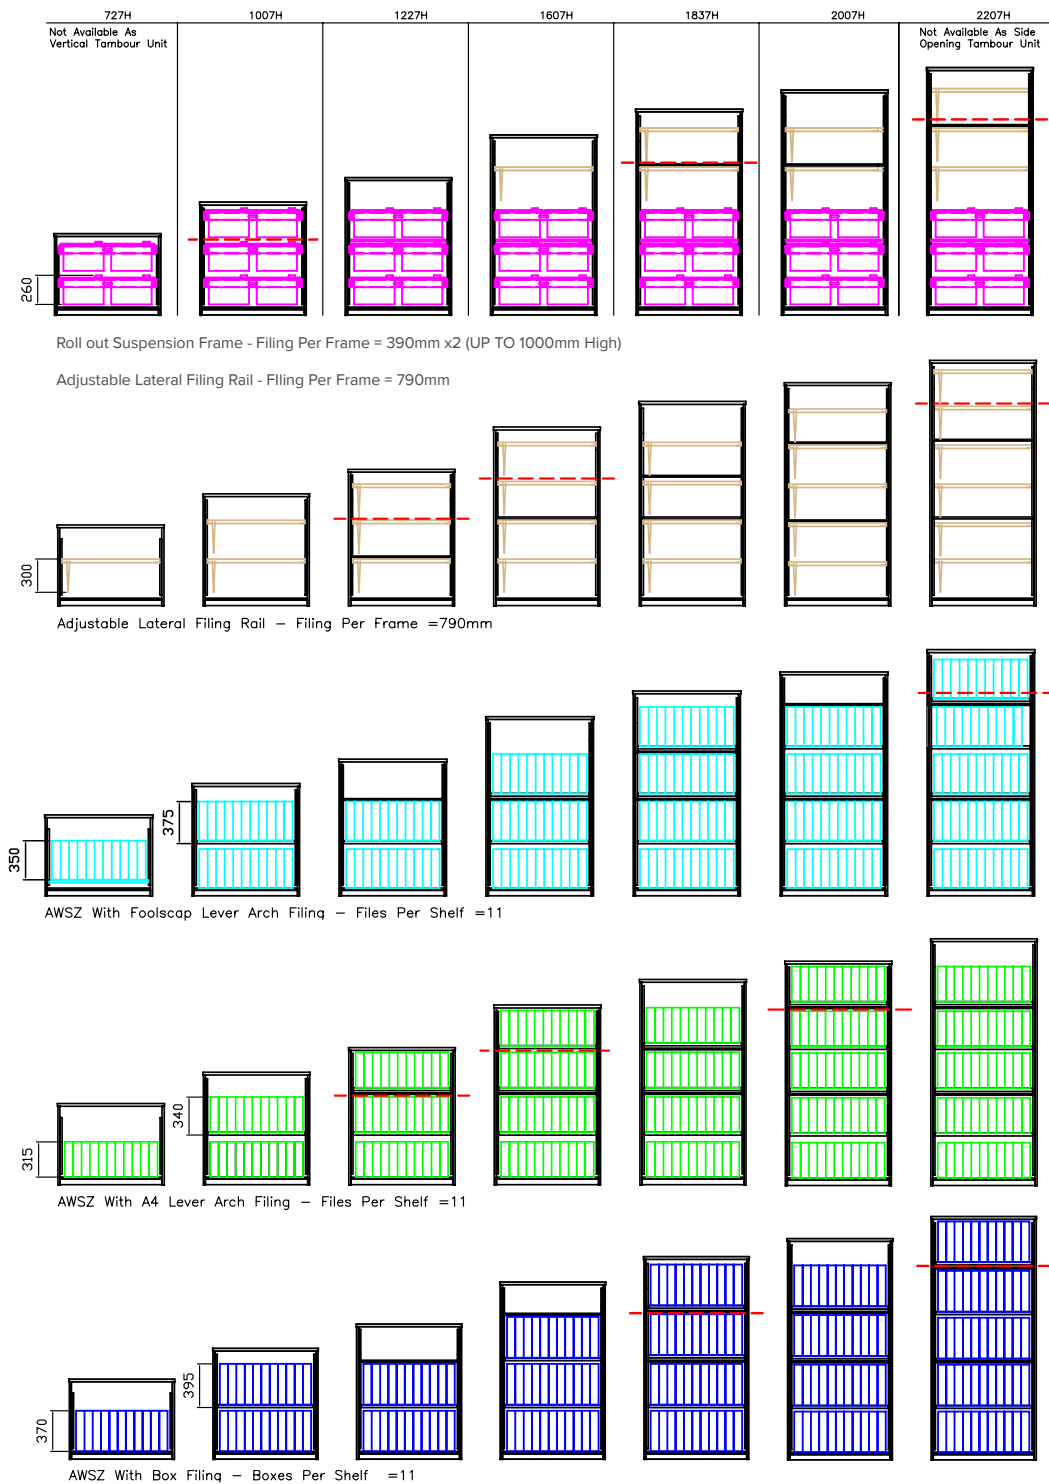 727H 1007H 1227H 1607H 1837H 2007H 2207H
Not Available As
Vertical Tambour Unit
Not Available As Side
Opening Tambour Unit
260
Roll out Suspension Frame - Filing Per Frame = 390mm x2 (UP TO 1000mm High)
Adjustable Lateral Filing Rail - FIling Per Frame = 790mm
300
Adjustable Lateral Filing Rail – Filing Per Frame =790mm
375
350
AWSZ With Foolscap Lever Arch Filing – Files Per Shelf =11
340
315
AWSZ With A4 Lever Arch Filing – Files Per Shelf =11
395
370
AWSZ With Box Filing – Boxes Per Shelf =11